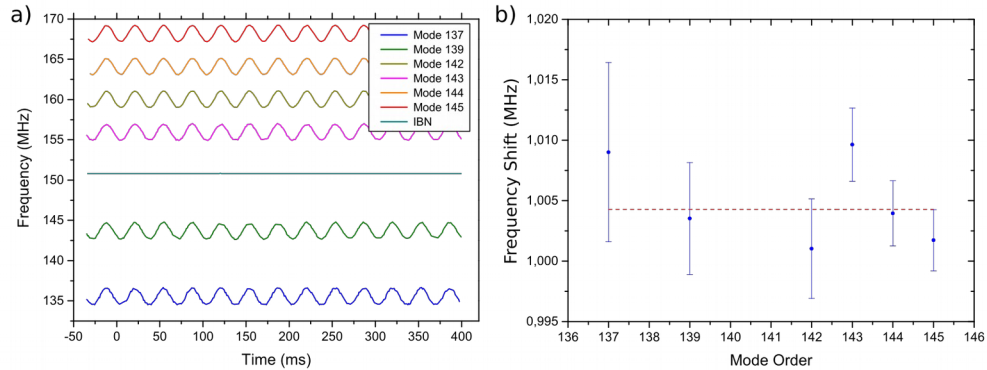 a)
170
165
160
155
150
145
140
135
Frequency (MHz)
-50 0 50 100 150 200 250 300 350 400
Time (ms)
Mode 137
Mode 139
Mode 142
Mode 143
Mode 144
Mode 145
IBN
b)
1,020
1,015
1,010
1,005
1,000
0,995
Frequency Shift (MHz)
136 137 138 139 140 141 142 143 144 145 146
Mode Order